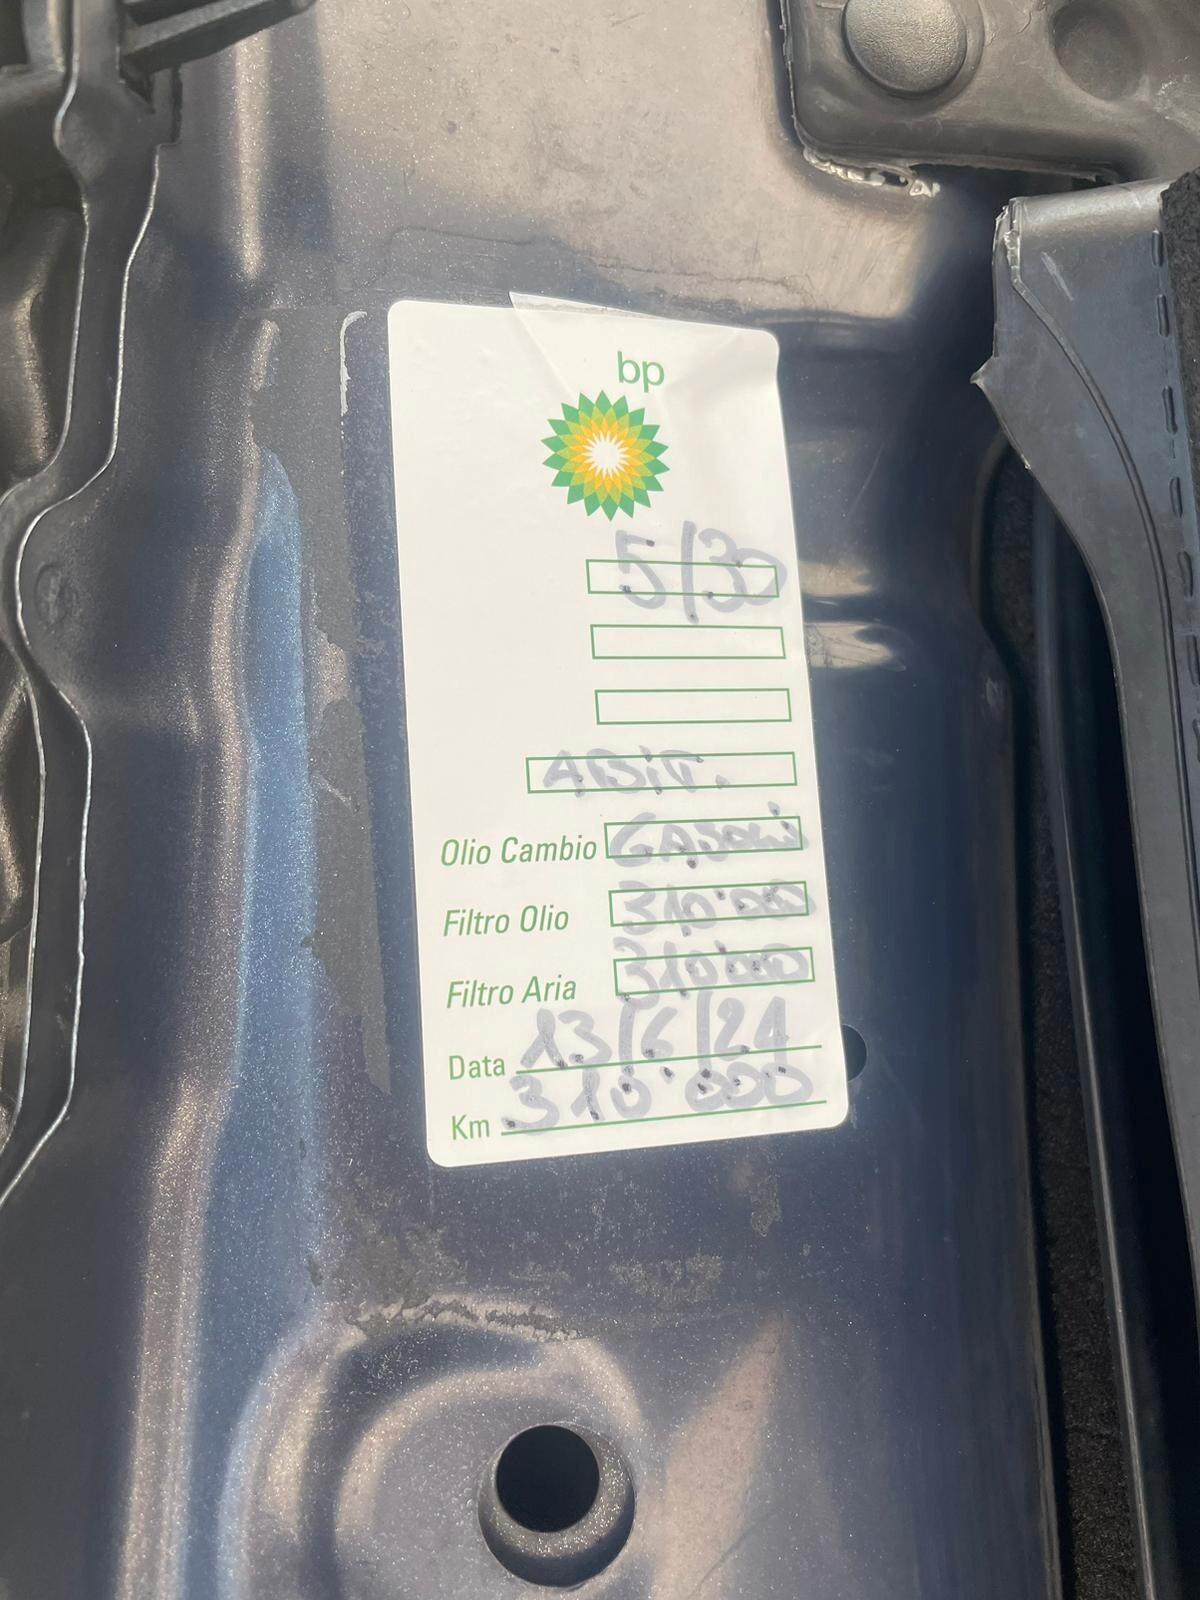 bp
5/30
ADiT.
Olio Cambio
Filtro Olio 310'000
Filtro Aria 310'000
Data 13/6/24
Km 310'000